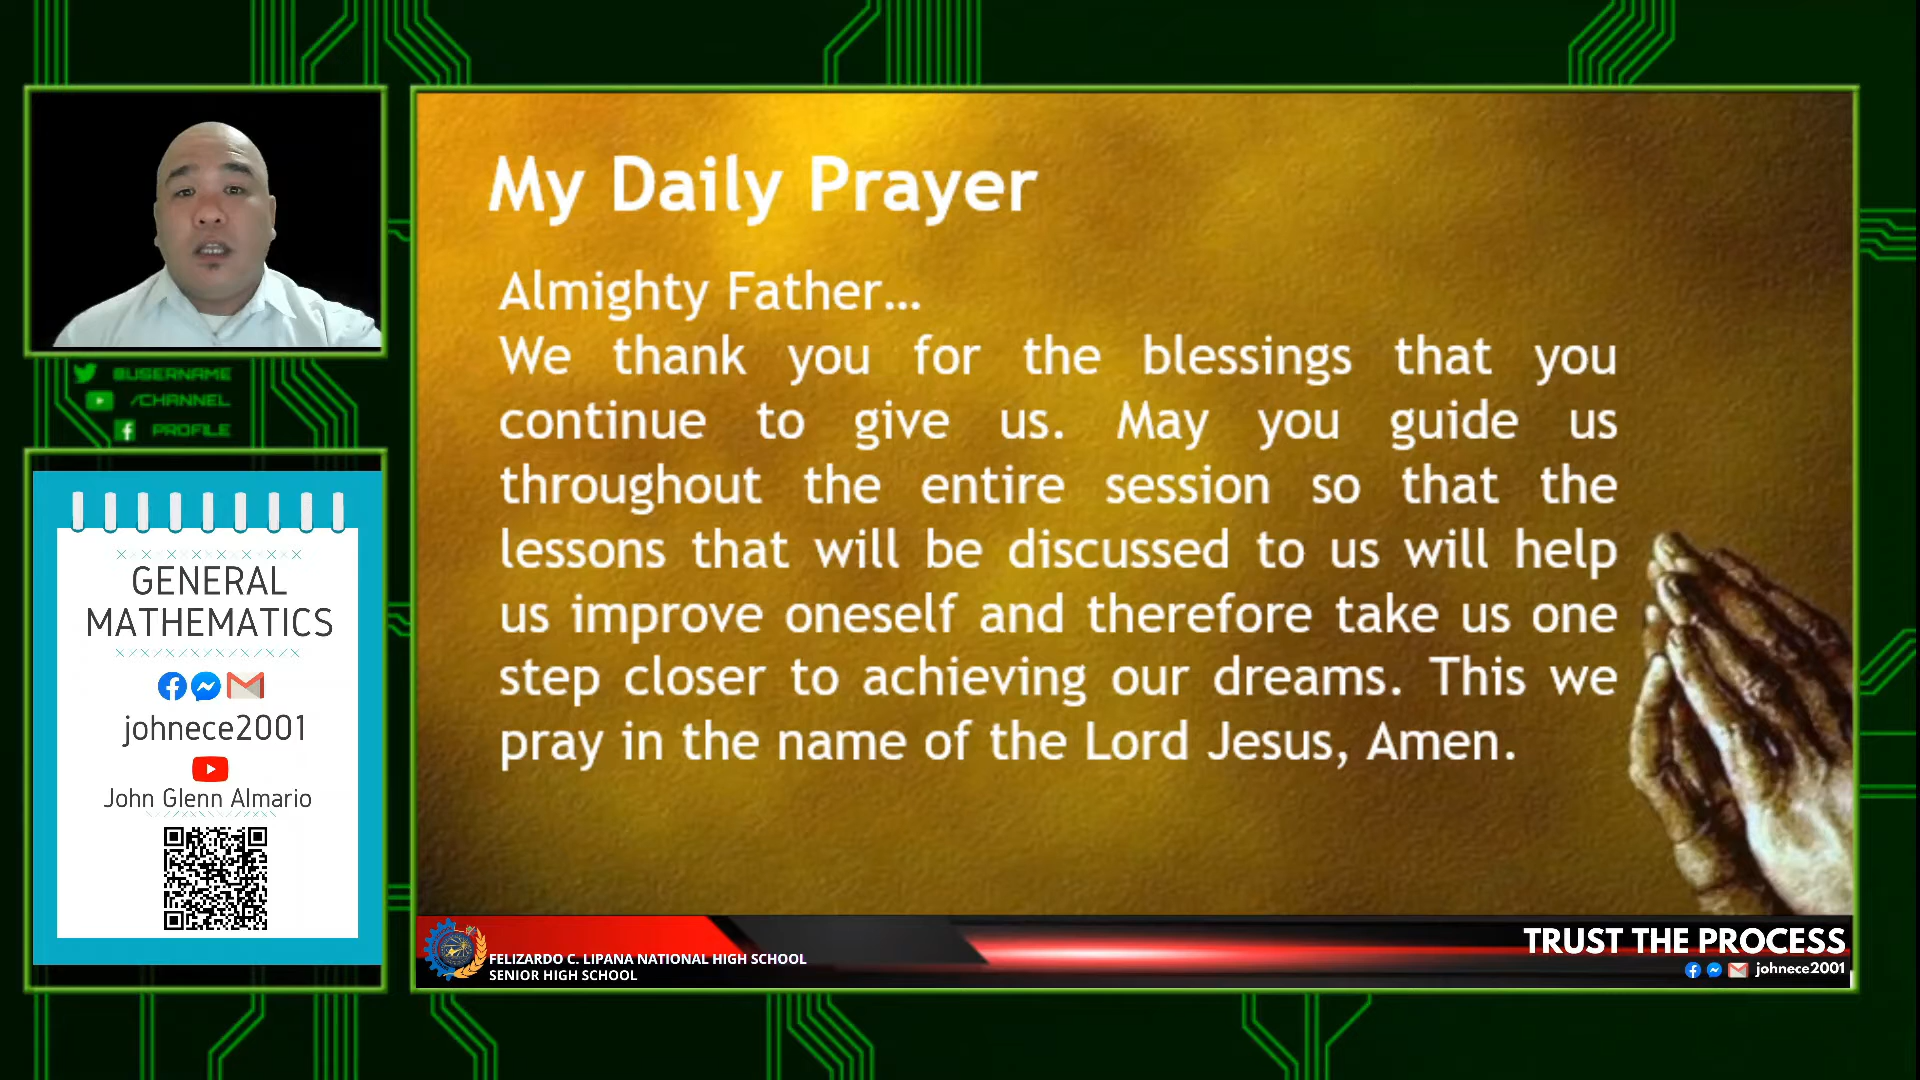 My Daily Prayer
Almighty Father...
We thank you for the blessings that you
continue to give us. May you guide us
throughout the entire session so that the
lessons that will be discussed to us will help
us improve oneself and therefore take us one
step closer to achieving our dreams. This we
pray in the name of the Lord Jesus, Amen.
@USERNAME
/CHANNEL
PROFILE
GENERAL
MATHEMATICS
johnece2001
John Glenn Almario
FELIZARDO C. LIPANA NATIONAL HIGH SCHOOL
SENIOR HIGH SCHOOL
TRUST THE PROCESS
johnece2001